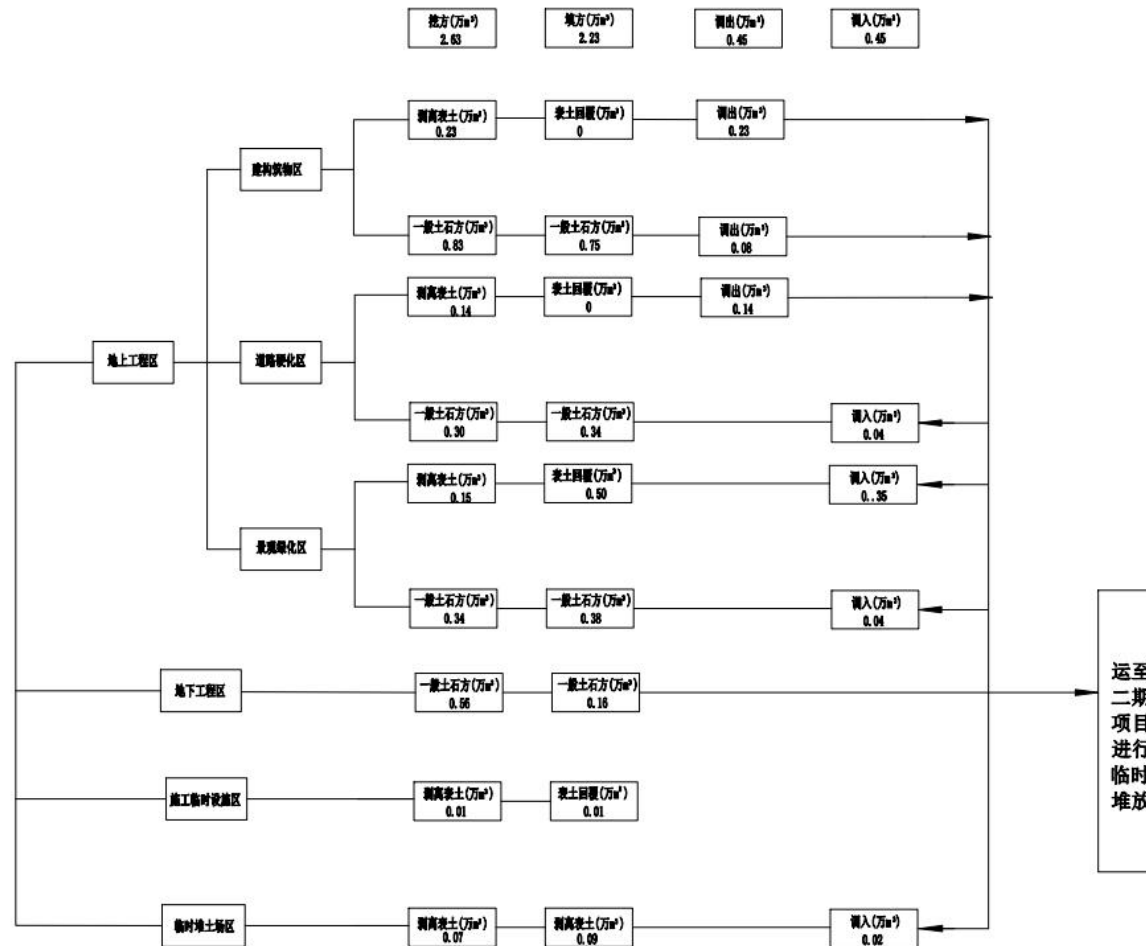 挖方(万m³)
2.63
填方(万m³)
2.23
调出(万m³)
0.45
调入(万m³)
0.45
剥离表土(万m³)
0.23
表土回覆(万m³)
0
调出(万m³)
0.23
建构筑物区
一般土石方(万m³)
0.83
一般土石方(万m³)
0.75
调出(万m³)
0.08
剥离表土(万m³)
0.14
表土回覆(万m³)
0
调出(万m³)
0.14
地上工程区
道路硬化区
一般土石方(万m³)
0.30
一般土石方(万m³)
0.34
调入(万m³)
0.04
剥离表土(万m³)
0.15
表土回覆(万m³)
0.50
调入(万m³)
0..35
景观绿化区
一般土石方(万m³)
0.34
一般土石方(万m³)
0.38
调入(万m³)
0.04
地下工程区
一般土石方(万m³)
0.56
一般土石方(万m³)
0.16
运至
二期
项目
进行
临时
堆放
施工临时设施区
剥离表土(万m³)
0.01
表土回覆(万m³)
0.01
临时堆土场区
剥离表土(万m³)
0.07
剥离表土(万m³)
0.09
调入(万m³)
0.02